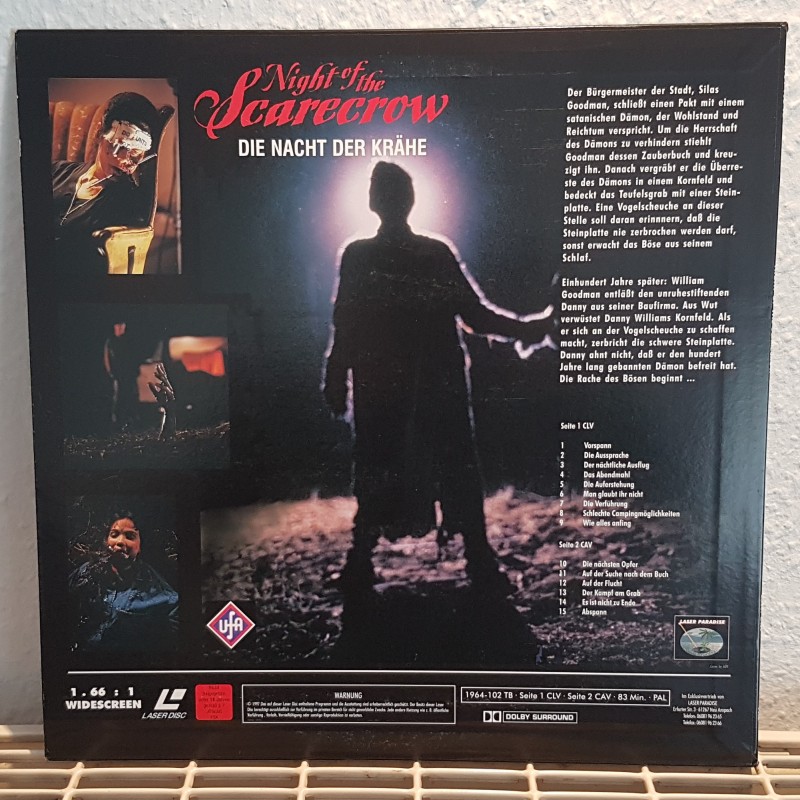 Night of the
Scarecrow
DIE NACHT DER KRÄHE
Der Bürgermeister der Stadt, Silas
Goodman, schließt einen Pakt mit einem
satanischen Dämon, der Wohlstand und
Reichtum verspricht. Um die Herrschaft
des Dämons zu verhindern stiehlt
Goodman dessen Zauberbuch und kreu-
zigt ihn. Danach vergräbt er die Überre-
ste des Dämons in einem Kornfeld und
bedeckt das Teufelsgrab mit einer Stein-
platte. Eine Vogelscheuche an dieser
Stelle soll daran erinnnern, daß die
Steinplatte nie zerbrochen werden darf,
sonst erwacht das Böse aus seinem
Schlaf.
Einhundert Jahre später: William
Goodman entläßt den unruhestiftenden
Danny aus seiner Baufirma. Aus Wut
verwüstet Danny Williams Kornfeld. Als
er sich an der Vogelscheuche zu schaffen
macht, zerbricht die schwere Steinplatte.
Danny ahnt nicht, daß er den hundert
Jahre lang gebannten Dämon befreit hat.
Die Rache des Bösen beginnt ...
Seite 1 CLV
1 Vorspann
2 Die Aussprache
3 Der nächtliche Ausflug
4 Das Abendmahl
5 Die Auferstehung
6 Man glaubt ihr nicht
7 Die Verführung
8 Schlechte Campingmöglichkeiten
9 Wie alles anfing
Seite 2 CAV
10 Die nächsten Opfer
11 Auf der Suche nach dem Buch
12 Auf der Flucht
13 Der Kampf am Grab
14 Es ist nicht zu Ende
15 Abspann
UfA
LASER PARADISE
1.66 : 1
WIDESCREEN
LASER DISC
WARNUNG
1964-102 TB · Seite 1 CLV · Seite 2 CAV · 83 Min. · PAL
DOLBY SURROUND
Im Exklusivvertrieb von
LASER PARADISE